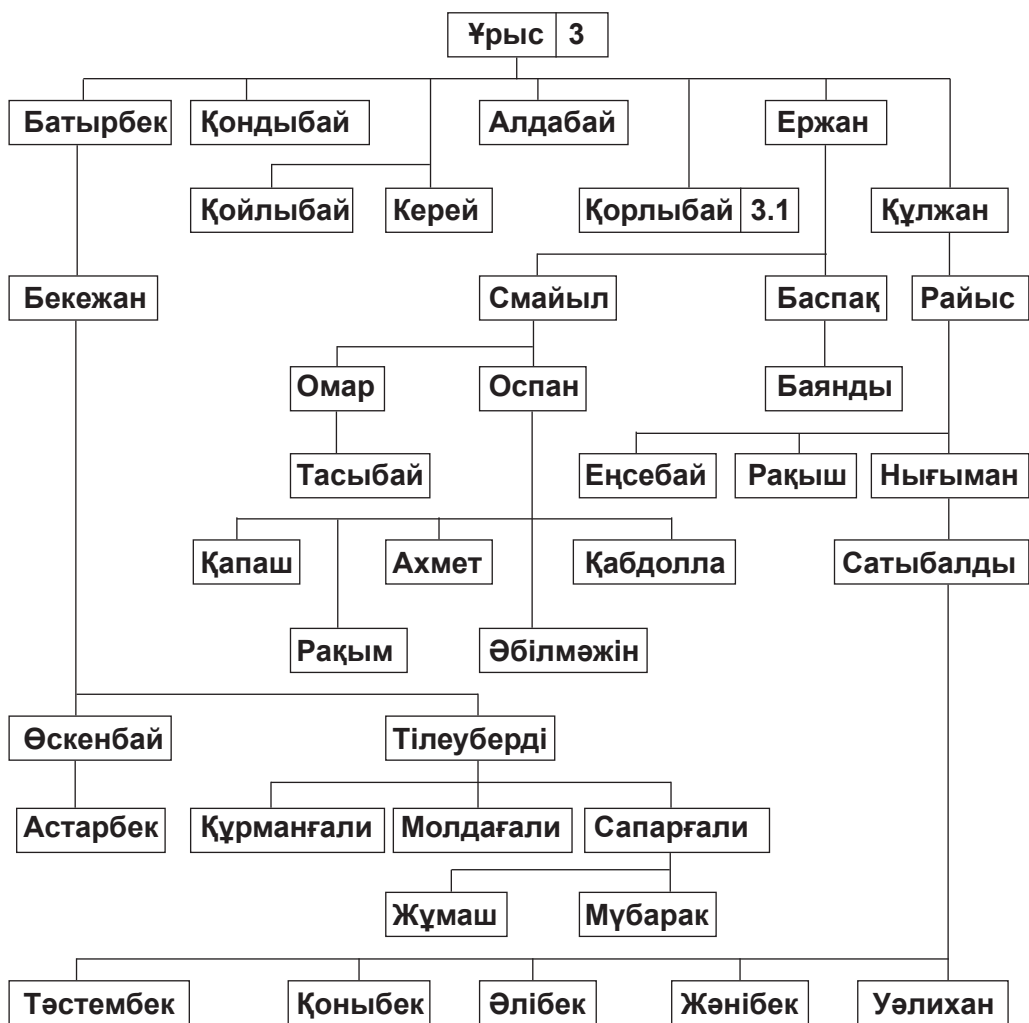 Ұрыс 3
Батырбек Қондыбай Алдабай Ержан
Қойлыбай Керей Қорлыбай 3.1 Құлжан
Бекежан Смайыл Баспақ Райыс
Омар Оспан Баянды
Тасыбай Еңсебай Рақыш Нығыман
Қапаш Ахмет Қабдолла Сатыбалды
Рақым Әбілмәжін
Өскенбай Тілеуберді
Астарбек Құрманғали Молдағали Сапарғали
Жұмаш Мүбарак
Тәстембек Қоныбек Әлібек Жәнібек Уәлихан